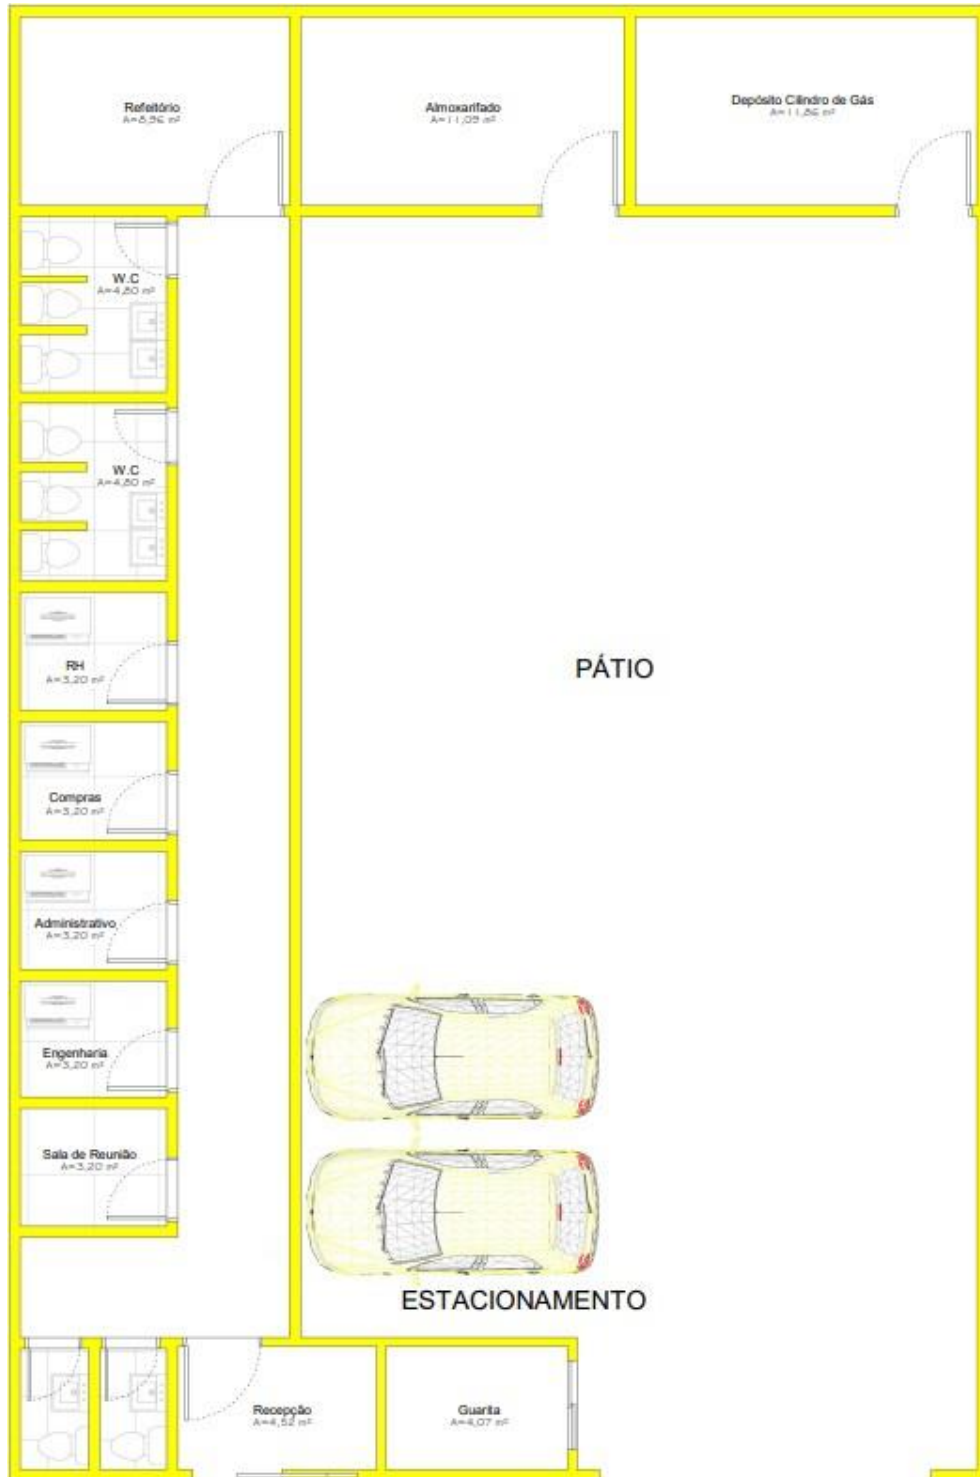 Refeitório
A=8,96 m²
Almoxarifado
A=11,09 m²
Depósito Cilindro de Gás
A=11,86 m²
W.C
A=4,80 m²
W.C
A=4,80 m²
RH
A=3,20 m²
PÁTIO
Compras
A=3,20 m²
Administrativo
A=3,20 m²
Engenharia
A=3,20 m²
Sala de Reunião
A=3,20 m²
ESTACIONAMENTO
Recepção
A=4,52 m²
Guarita
A=4,07 m²